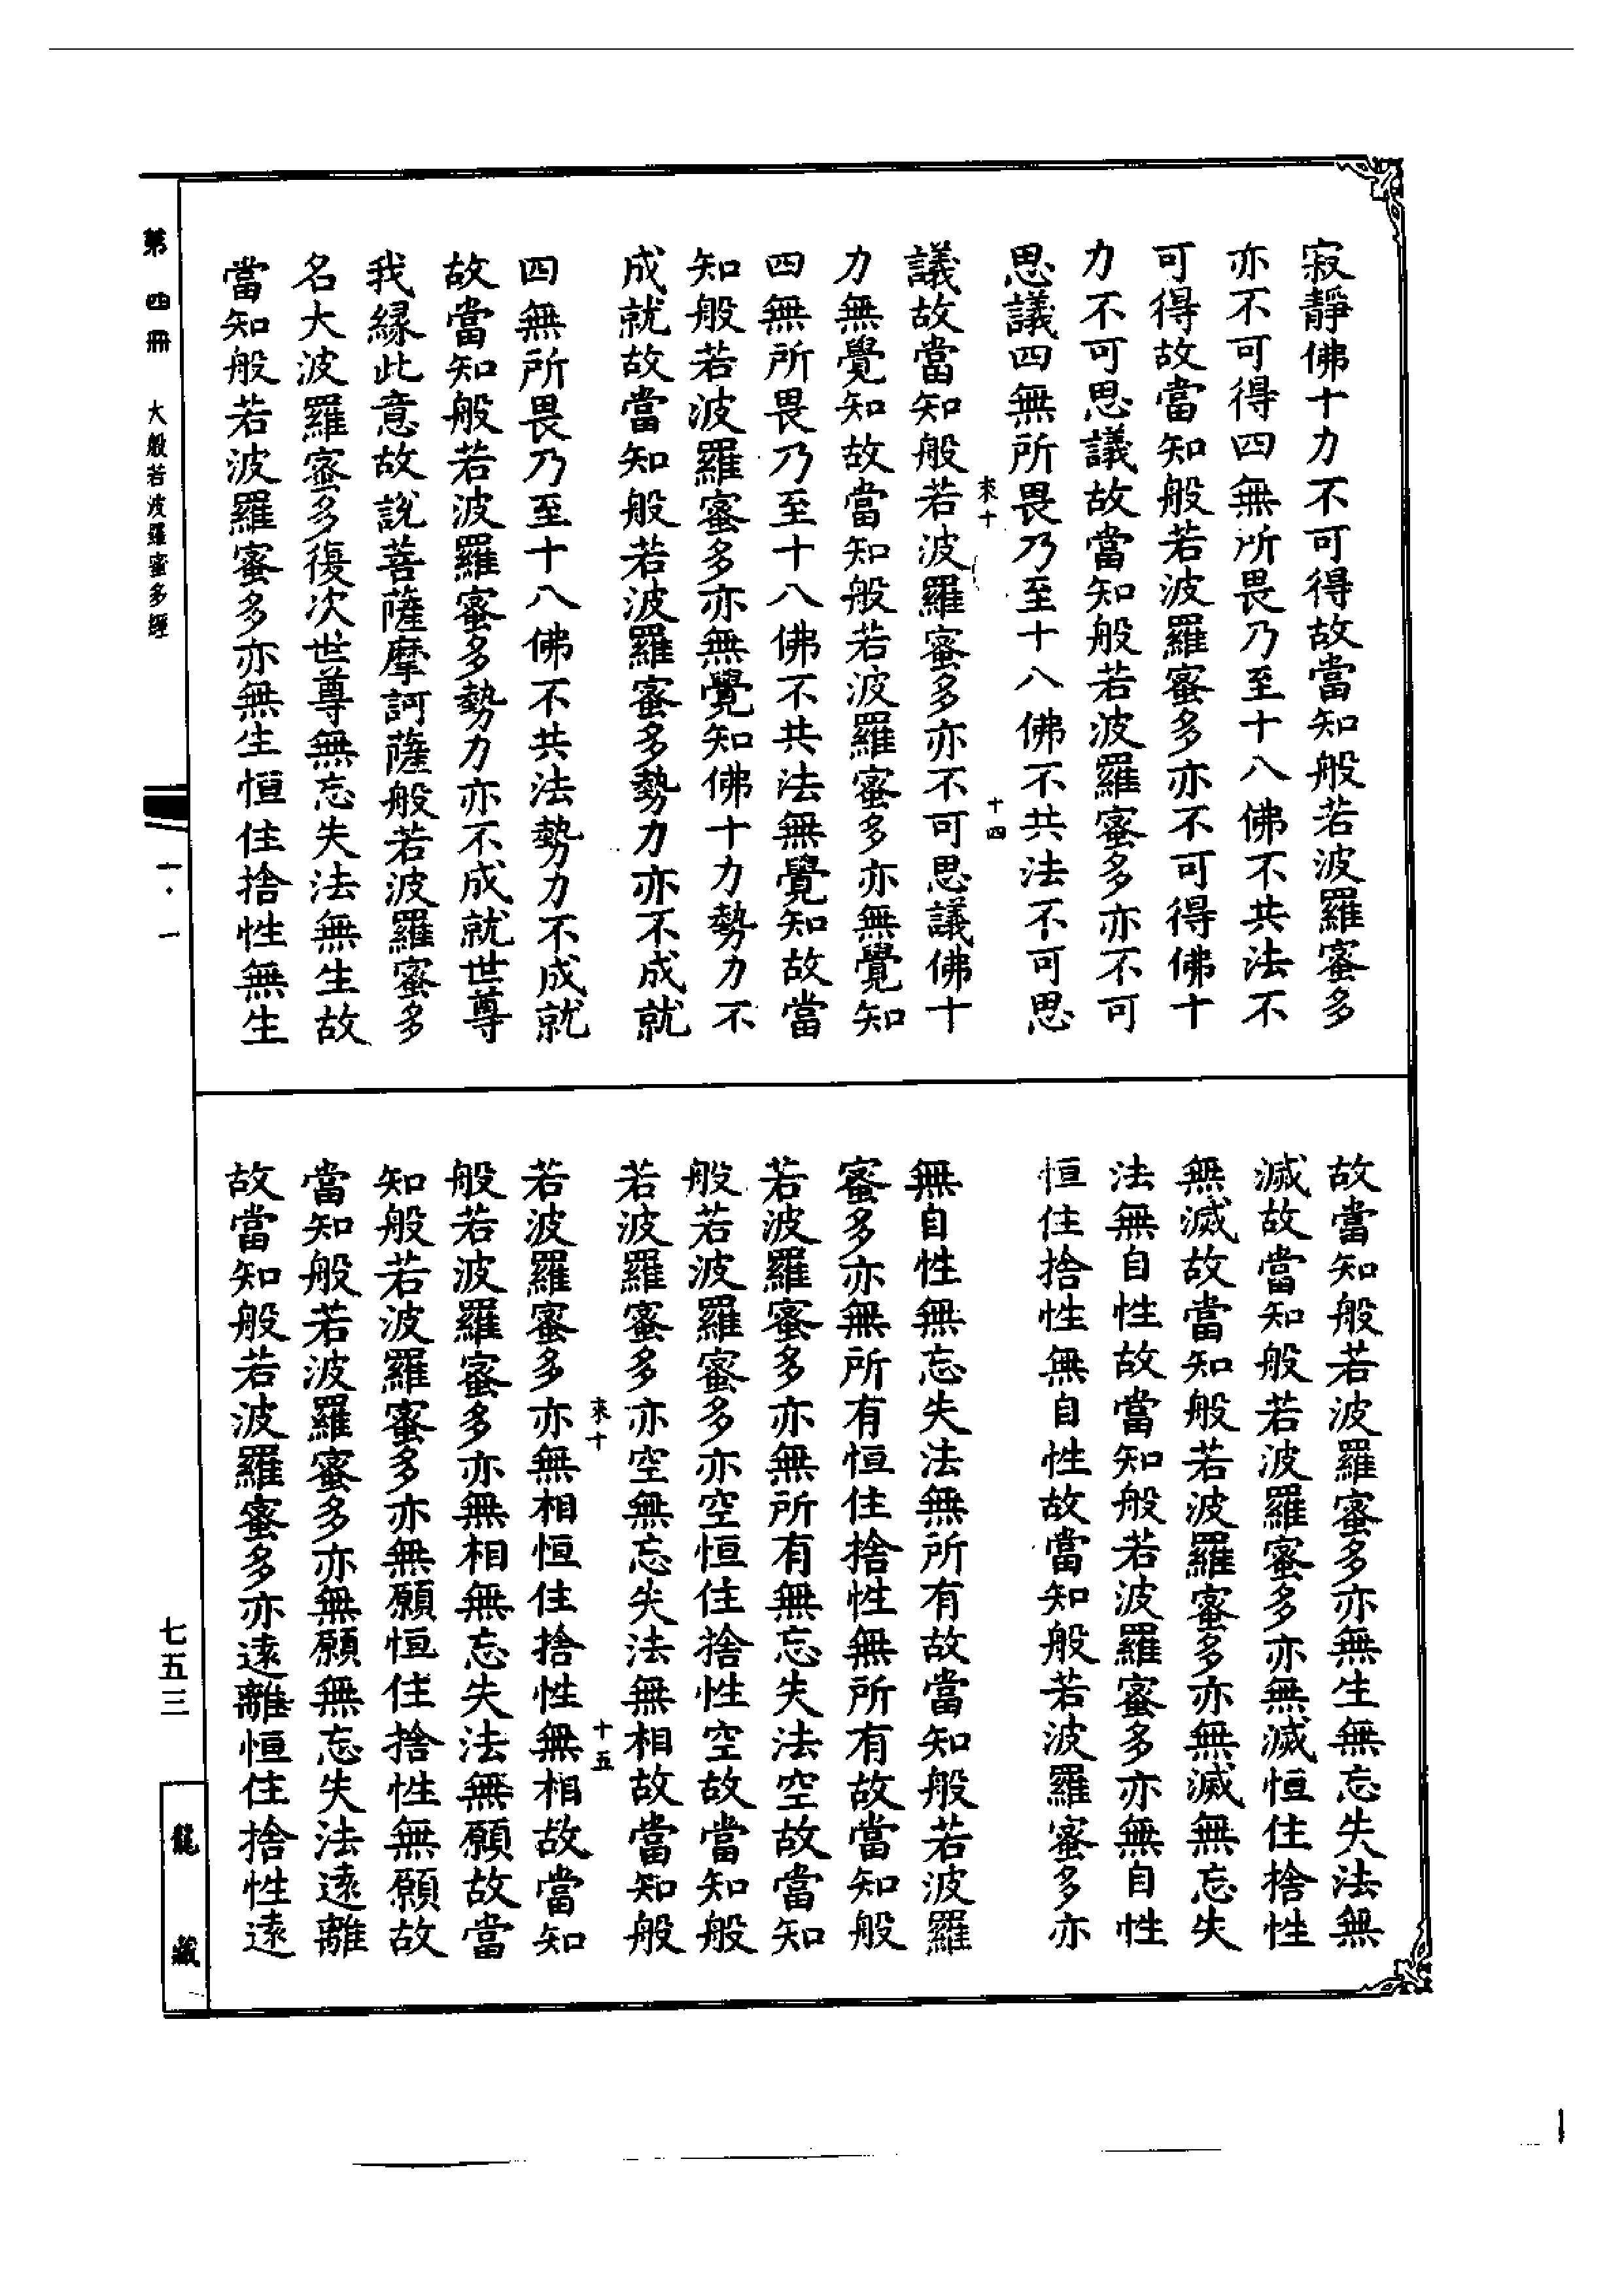 寂靜佛十力不可得故當知般若波羅蜜多
亦不可得四無所畏乃至十八佛不共法不
可得故當知般若波羅蜜多亦不可得佛十
力不可思議故當知般若波羅蜜多亦不可
思議四無所畏乃至十八佛不共法不可思
來十
十四
議故當知般若波羅蜜多亦不可思議佛十
力無覺知故當知般若波羅蜜多亦無覺知
四無所畏乃至十八佛不共法無覺知故當
知般若波羅蜜多亦無覺知佛十力勢力不
成就故當知般若波羅蜜多勢力亦不成就
四無所畏乃至十八佛不共法勢力不成就
故當知般若波羅蜜多勢力亦不成就世尊
我緣此意故說菩薩摩訶薩般若波羅蜜多
名大波羅蜜多復次世尊無忘失法無生故
當知般若波羅蜜多亦無生恒住捨性無生
故當知般若波羅蜜多亦無生無忘失法無
滅故當知般若波羅蜜多亦無滅恒住捨性
無滅故當知般若波羅蜜多亦無滅無忘失
法無自性故當知般若波羅蜜多亦無自性
恒住捨性無自性故當知般若波羅蜜多亦
無自性無忘失法無所有故當知般若波羅
蜜多亦無所有恒住捨性無所有故當知般
若波羅蜜多亦無所有無忘失法空故當知
般若波羅蜜多亦空恒住捨性空故當知般
若波羅蜜多亦空無忘失法無相故當知般
來十
十五
若波羅蜜多亦無相恒住捨性無相故當知
般若波羅蜜多亦無相無忘失法無願故當
知般若波羅蜜多亦無願恒住捨性無願故
當知般若波羅蜜多亦無願無忘失法遠離
故當知般若波羅蜜多亦遠離恒住捨性遠
第四冊 大般若波羅蜜多經
一·一
七五三
龍藏